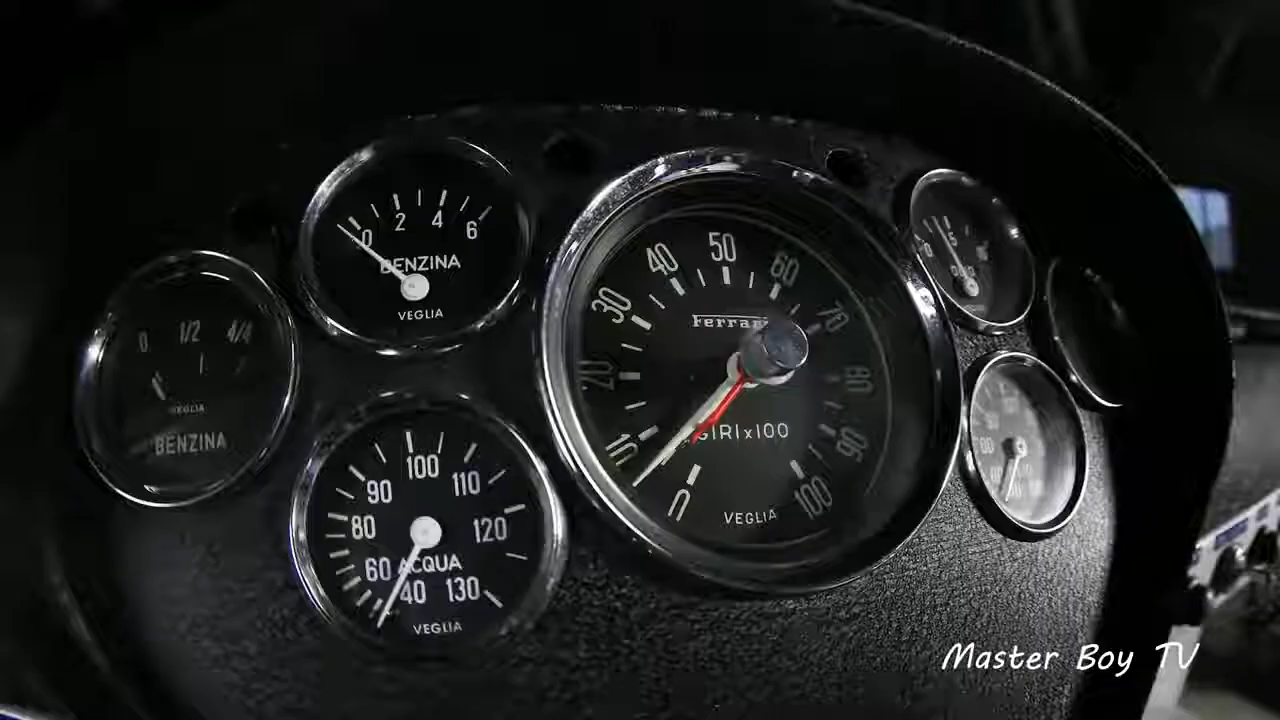 0 1/2 4/4
VEGLIA
BENZINA
0 2 4 6
BENZINA
VEGLIA
40 60 80 90 100 110 120 130
ACQUA
VEGLIA
0 10 20 30 40 50 60 70 80 90 100
Ferrari
GIRIx100
VEGLIA
Master Boy TV